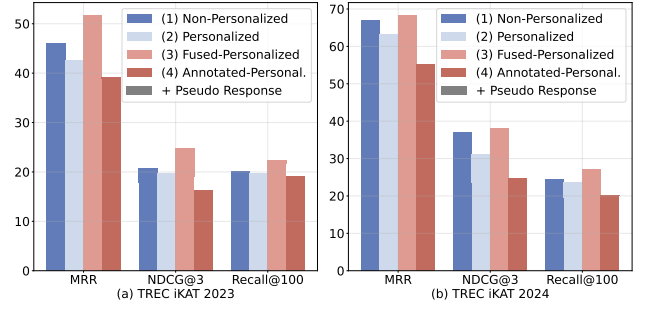 50
40
30
20
10
0
(1) Non-Personalized
(2) Personalized
(3) Fused-Personalized
(4) Annotated-Personal.
+ Pseudo Response
MRR
NDCG@3
Recall@100
(a) TREC iKAT 2023
70
60
50
40
30
20
10
0
(1) Non-Personalized
(2) Personalized
(3) Fused-Personalized
(4) Annotated-Personal.
+ Pseudo Response
MRR
NDCG@3
Recall@100
(b) TREC iKAT 2024